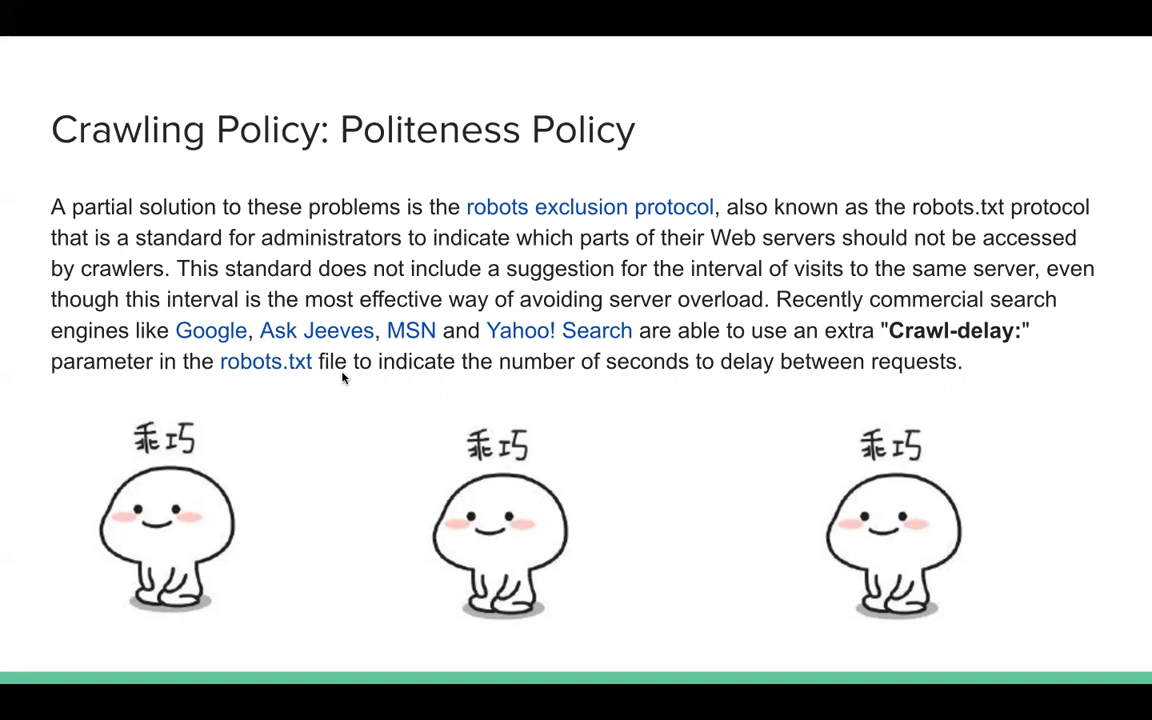 Crawling Policy: Politeness Policy
A partial solution to these problems is the robots exclusion protocol, also known as the robots.txt protocol
that is a standard for administrators to indicate which parts of their Web servers should not be accessed
by crawlers. This standard does not include a suggestion for the interval of visits to the same server, even
though this interval is the most effective way of avoiding server overload. Recently commercial search
engines like Google, Ask Jeeves, MSN and Yahoo! Search are able to use an extra "Crawl-delay:"
parameter in the robots.txt file to indicate the number of seconds to delay between requests.
乖巧
乖巧
乖巧